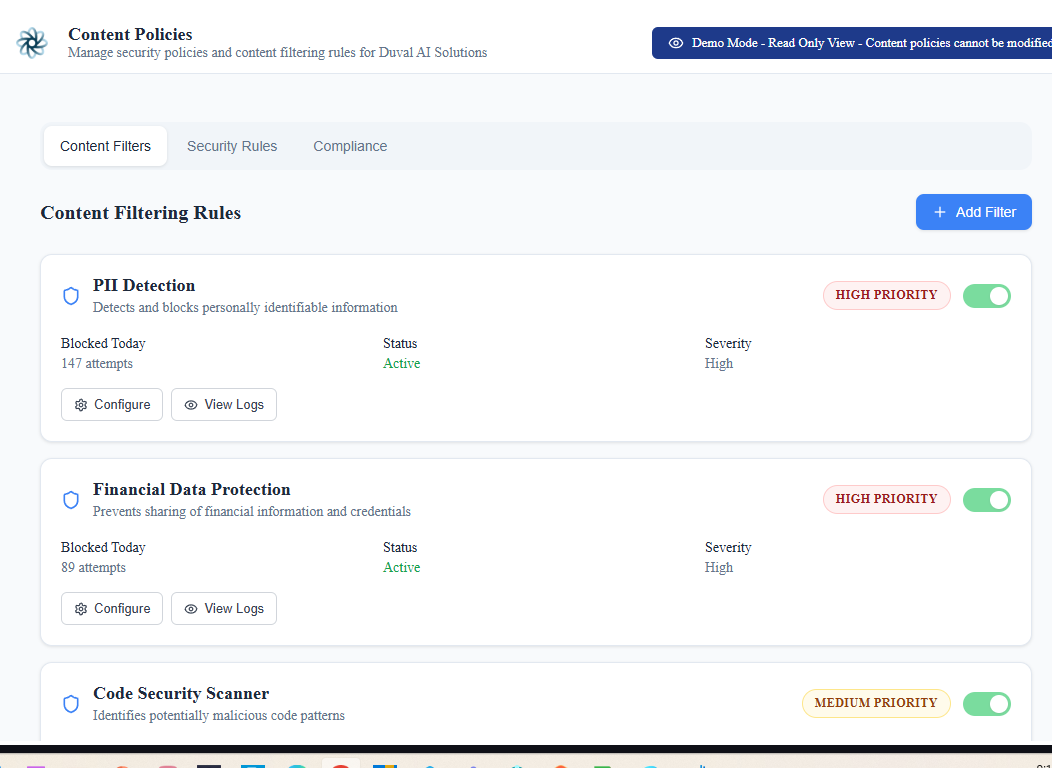 Content Policies
Manage security policies and content filtering rules for Duval AI Solutions
Demo Mode - Read Only View - Content policies cannot be modified
Content Filters
Security Rules
Compliance
Content Filtering Rules
Add Filter
PII Detection
Detects and blocks personally identifiable information
HIGH PRIORITY
Blocked Today
Status
Severity
147 attempts
Active
High
Configure
View Logs
Financial Data Protection
Prevents sharing of financial information and credentials
HIGH PRIORITY
Blocked Today
Status
Severity
89 attempts
Active
High
Configure
View Logs
Code Security Scanner
Identifies potentially malicious code patterns
MEDIUM PRIORITY